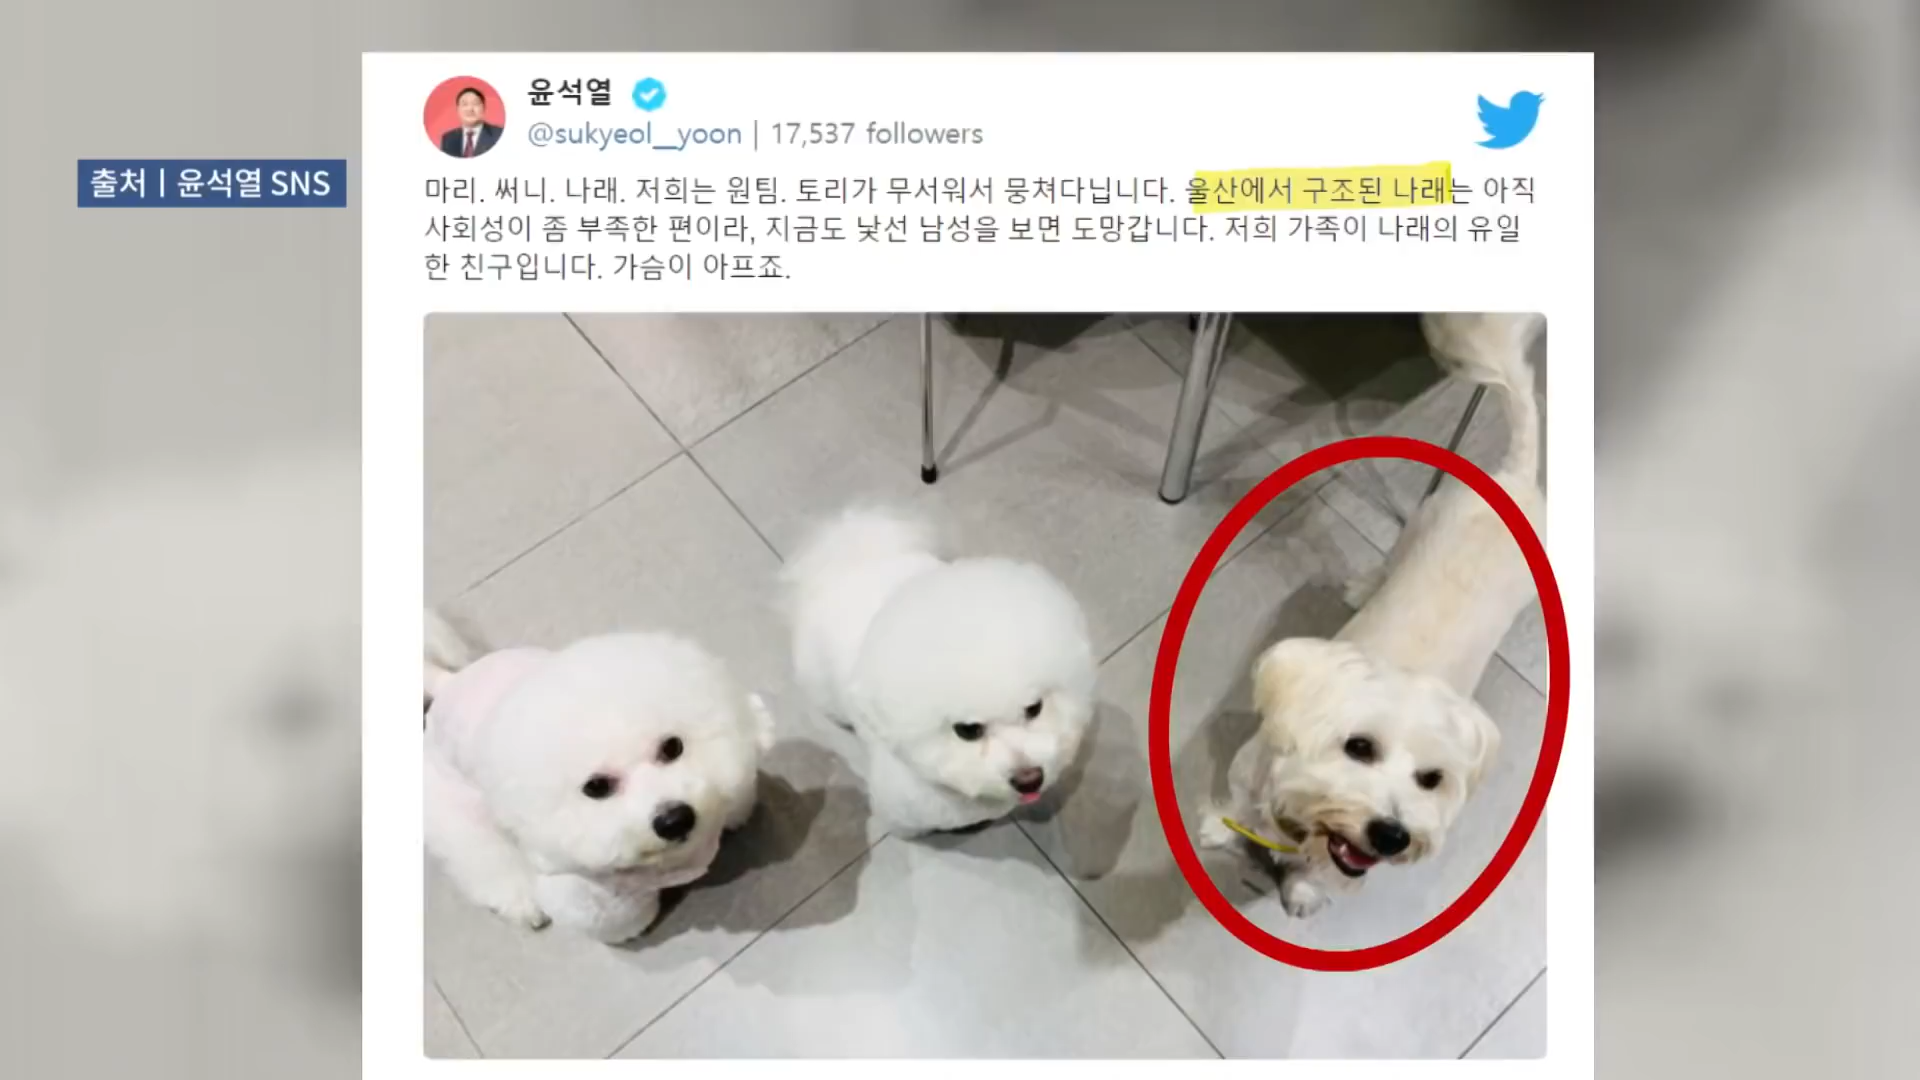 윤석열
@sukyeol__yoon | 17,537 followers
출처 | 윤석열 SNS
마리. 써니. 나래. 저희는 원팀. 토리가 무서워서 뭉쳐다닙니다. 울산에서 구조된 나래는 아직
사회성이 좀 부족한 편이라, 지금도 낯선 남성을 보면 도망갑니다. 저희 가족이 나래의 유일
한 친구입니다. 가슴이 아프죠.